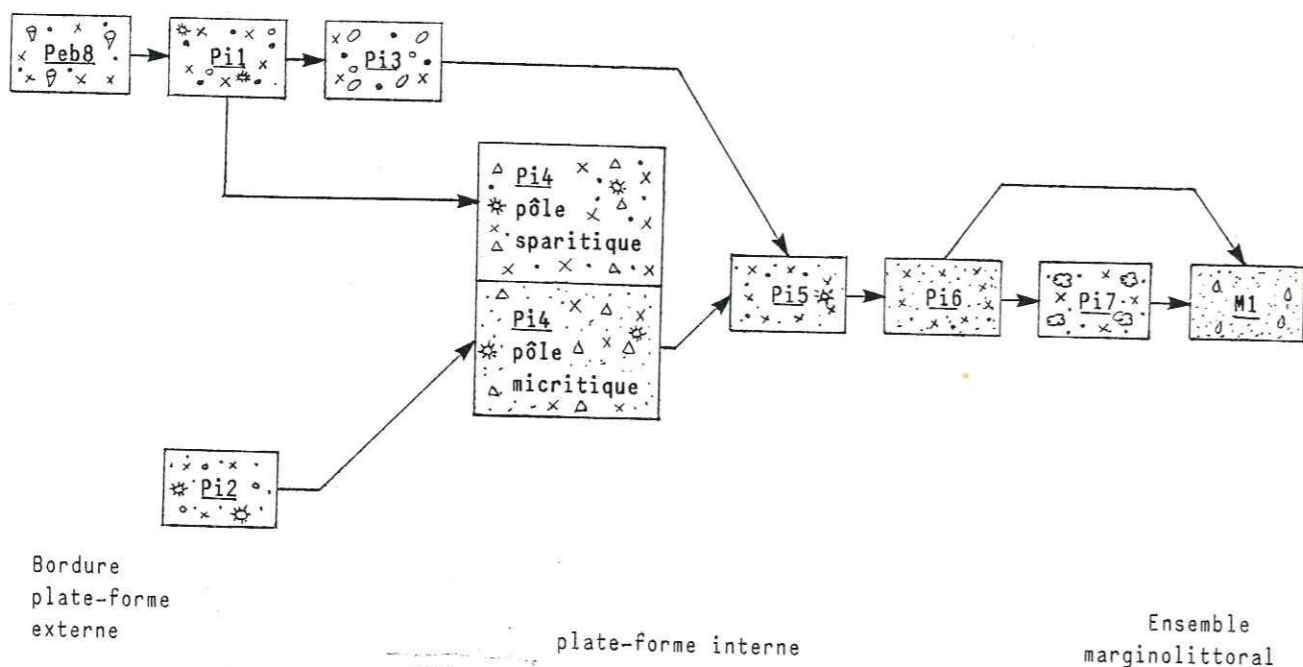 Peb8
Pi1
Pi3
Pi4
pôle
sparitique
Pi4
pôle
micritique
Pi5
Pi6
Pi7
M1
Pi2
Bordure
plate-forme
externe
plate-forme interne
Ensemble
marginolittoral